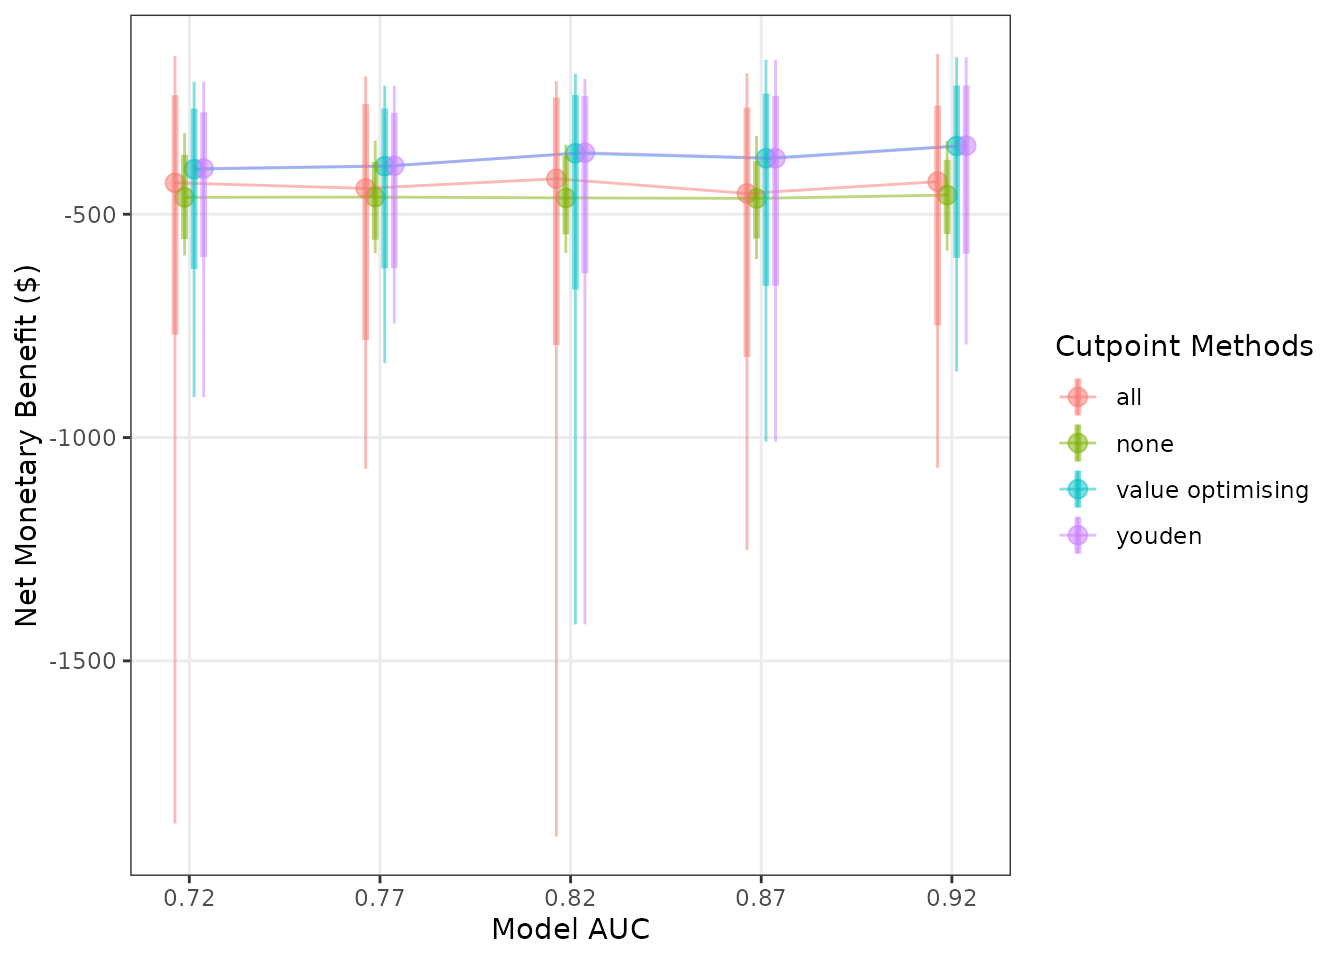 Net Monetary Benefit ($)
-500
-1000
-1500
0.72
0.77
0.82
0.87
0.92
Model AUC
Cutpoint Methods
all
none
value optimising
youden